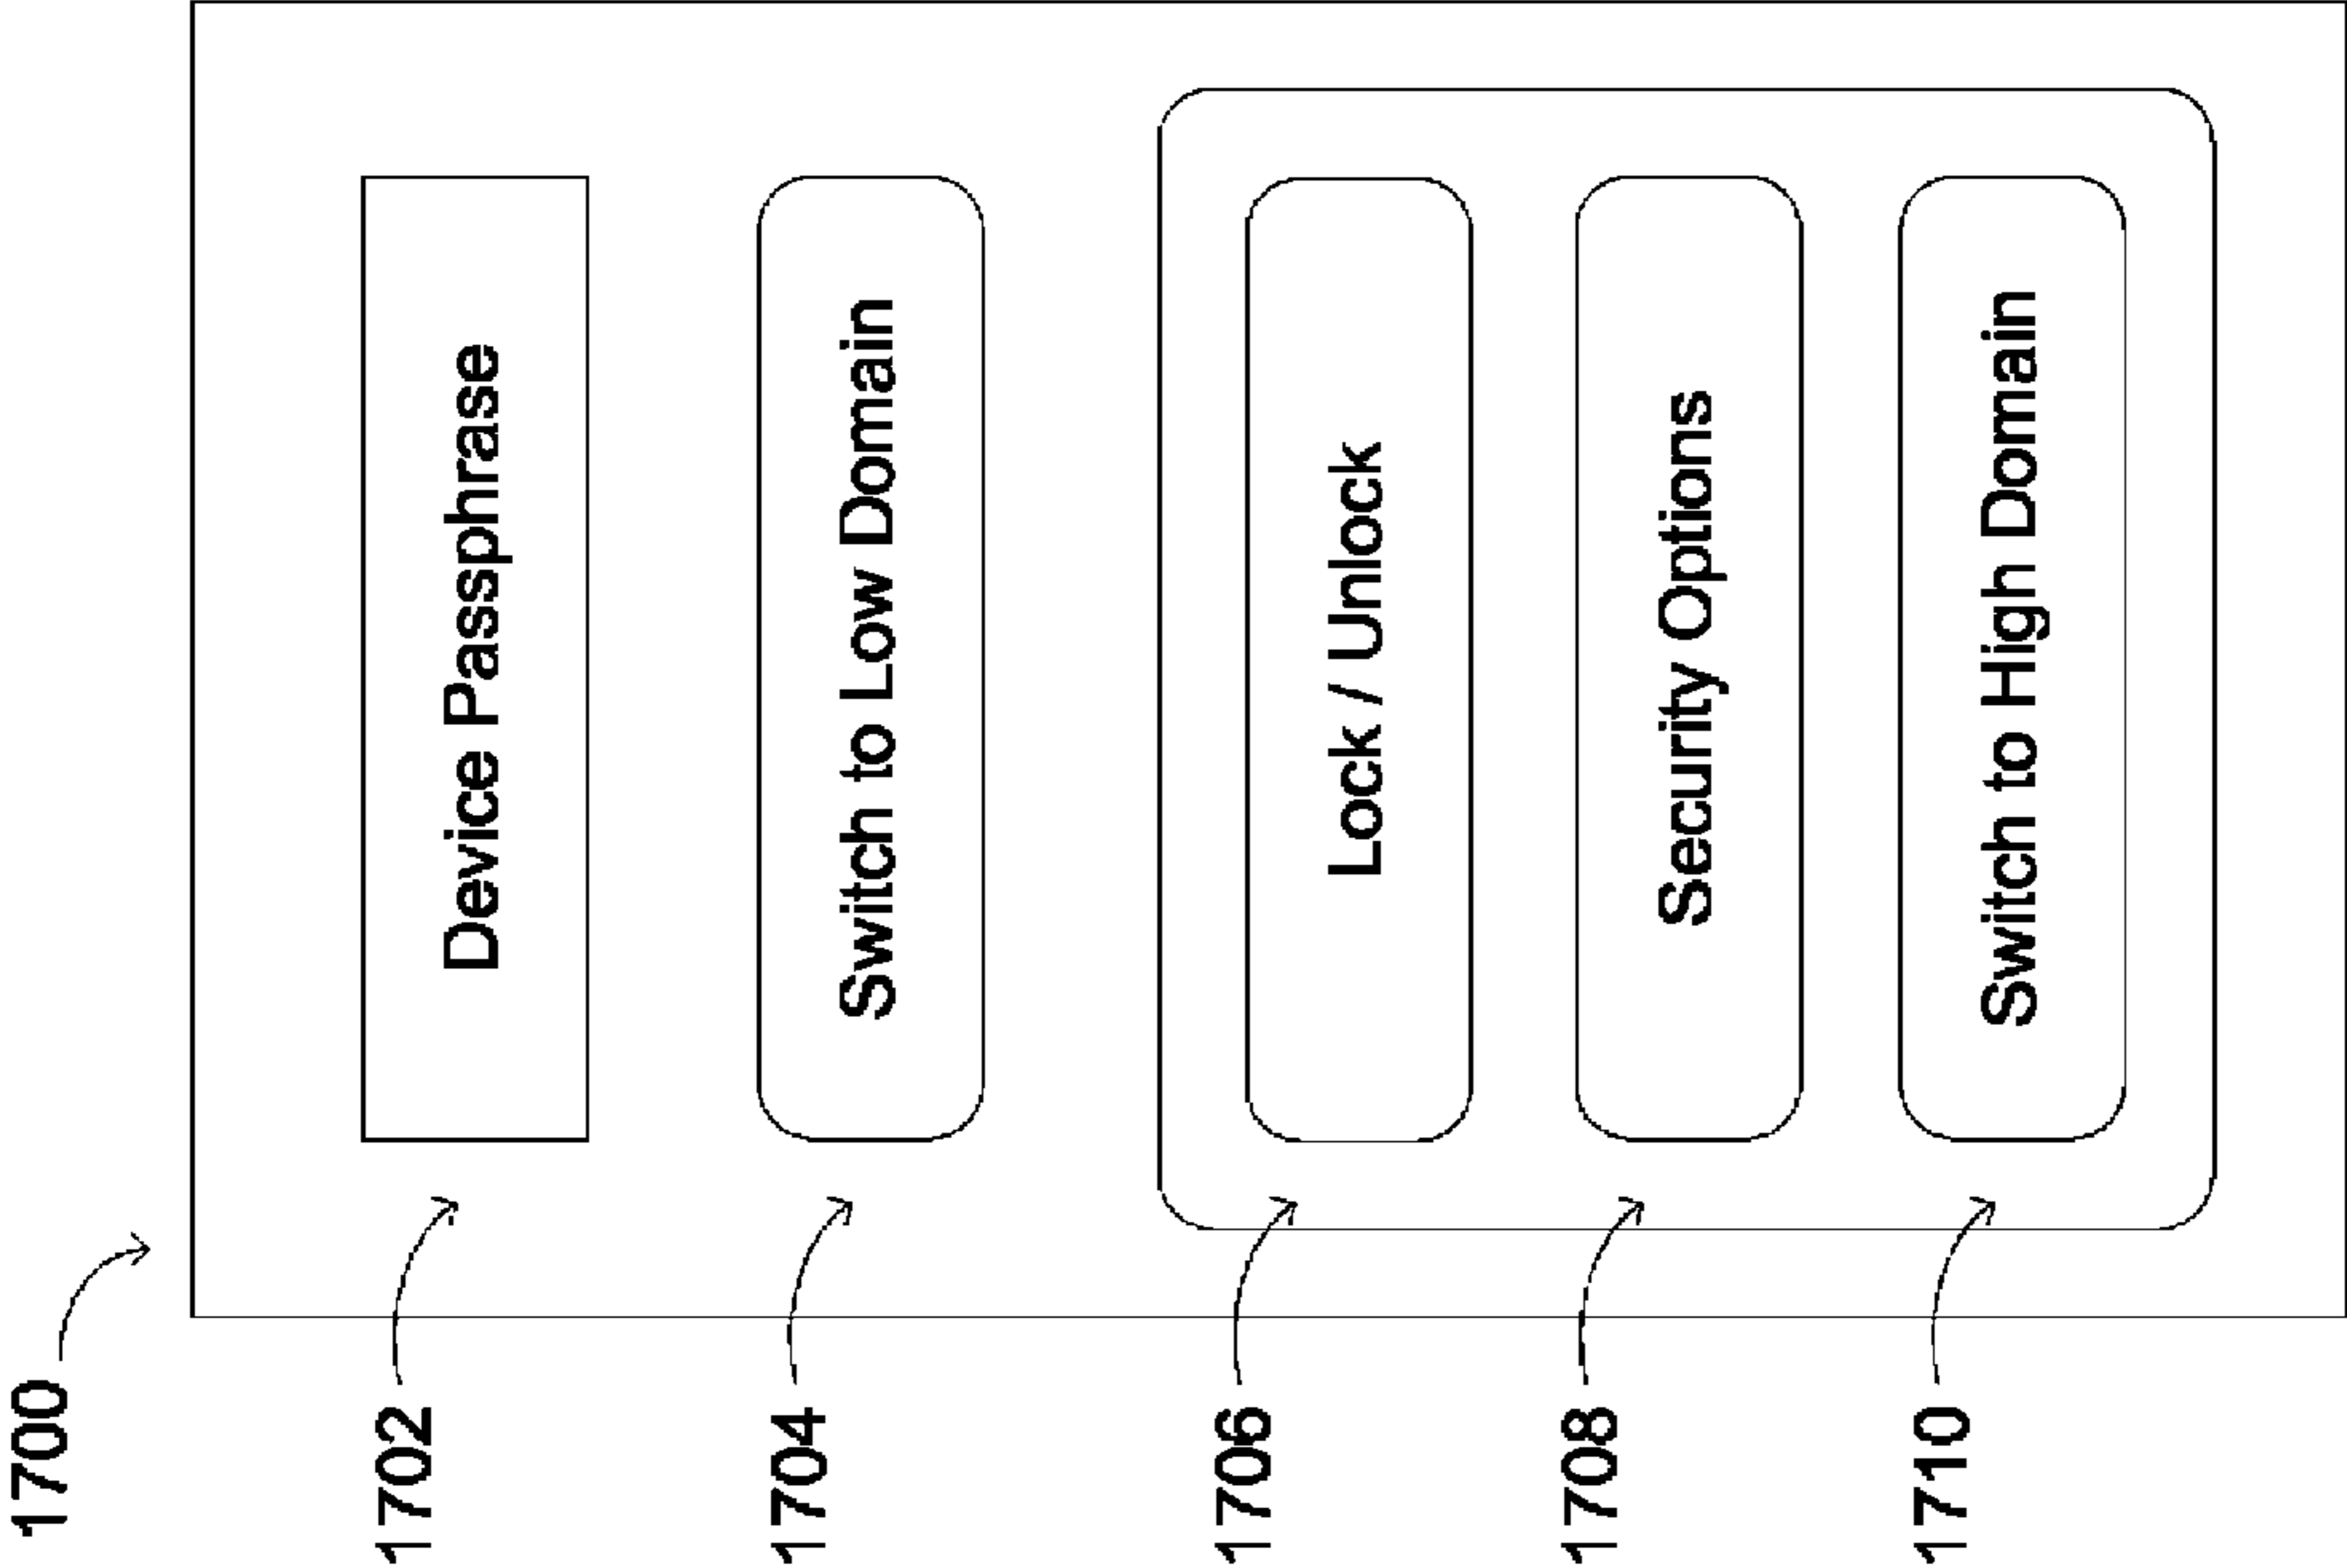 1700
1702
Device Passphrase
1704
Switch to Low Domain
1706
Lock / Unlock
1708
Security Options
1710
Switch to High Domain